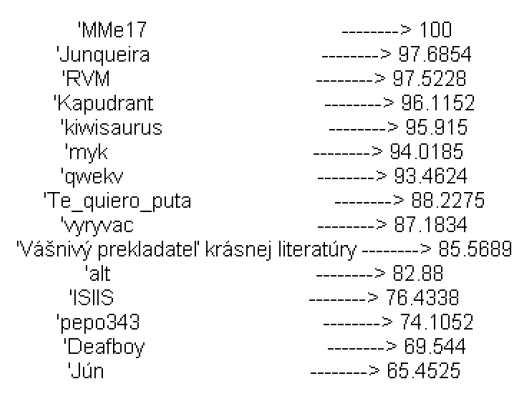 'MMe17 --------> 100
'Junqueira --------> 97.6854
'RVM --------> 97.5228
'Kapudrant --------> 96.1152
'kiwisaurus --------> 95.915
'myk --------> 94.0185
'qwekv --------> 93.4624
'Te_quiero_puta --------> 88.2275
'vyryvac --------> 87.1834
'Vášnivý prekladateľ krásnej literatúry --------> 85.5689
'alt --------> 82.88
'ISIIS --------> 76.4338
'pepo343 --------> 74.1052
'Deafboy --------> 69.544
'Jún --------> 65.4525